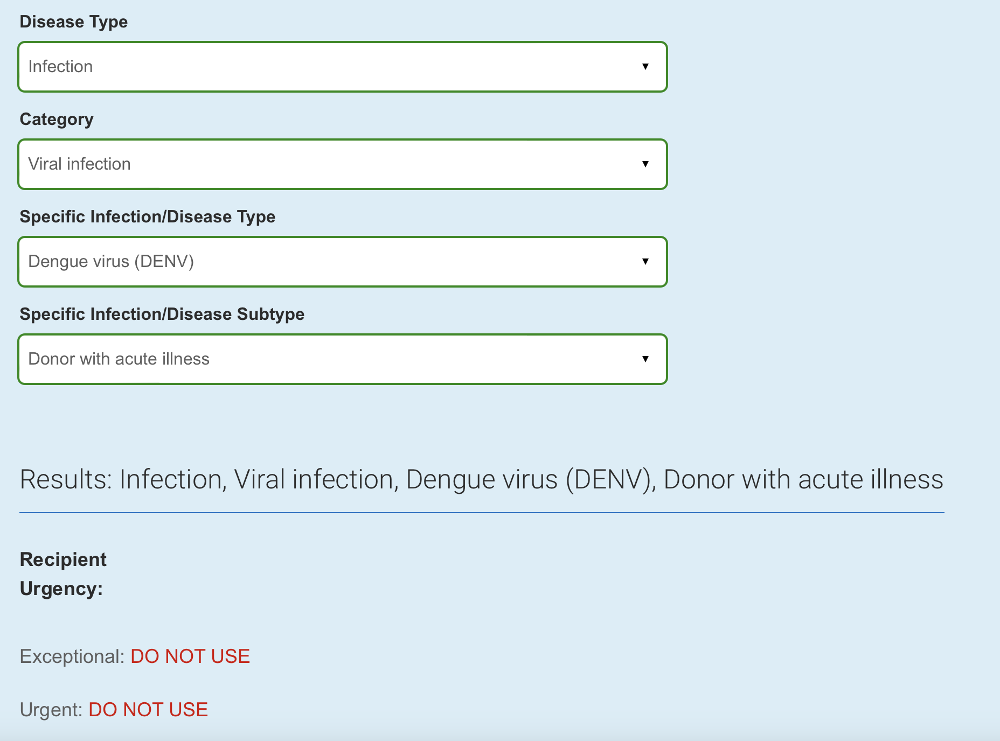 Disease Type
Infection
Category
Viral infection
Specific Infection/Disease Type
Dengue virus (DENV)
Specific Infection/Disease Subtype
Donor with acute illness
Results: Infection, Viral infection, Dengue virus (DENV), Donor with acute illness
Recipient
Urgency:
Exceptional: DO NOT USE
Urgent: DO NOT USE